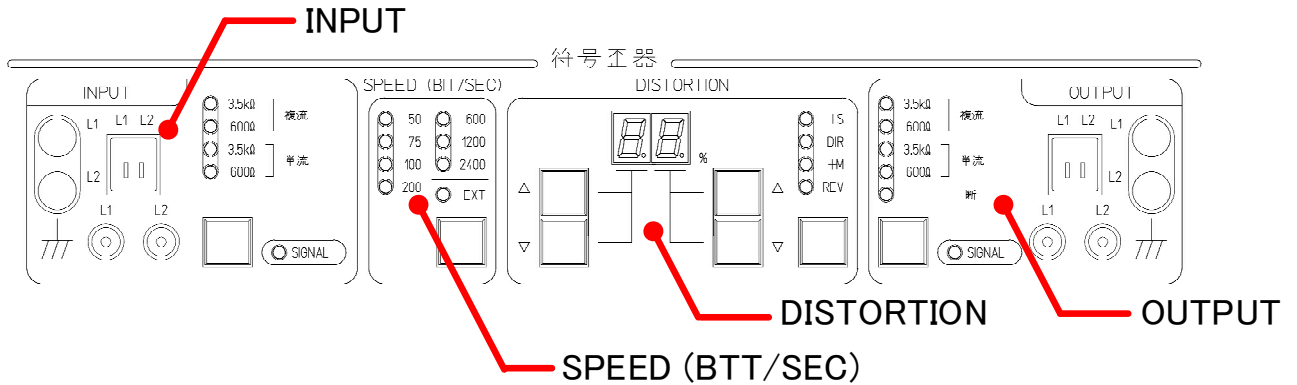 INPUT
符号歪器
INPUT
L1
L1 L2
L2
L1 L2
3.5kΩ
600Ω
複流
3.5kΩ
600Ω
単流
SIGNAL
SPEED (BIT/SEC)
50 600
75 1200
100 2400
200 EXT
DISTORTION
88 %
△ △
▽ ▽
DIR
+M
REV
OUTPUT
3.5kΩ
600Ω
複流
3.5kΩ
600Ω
単流
断
SIGNAL
L1 L2
L1
L2
L1 L2
DISTORTION
OUTPUT
SPEED (BTT/SEC)